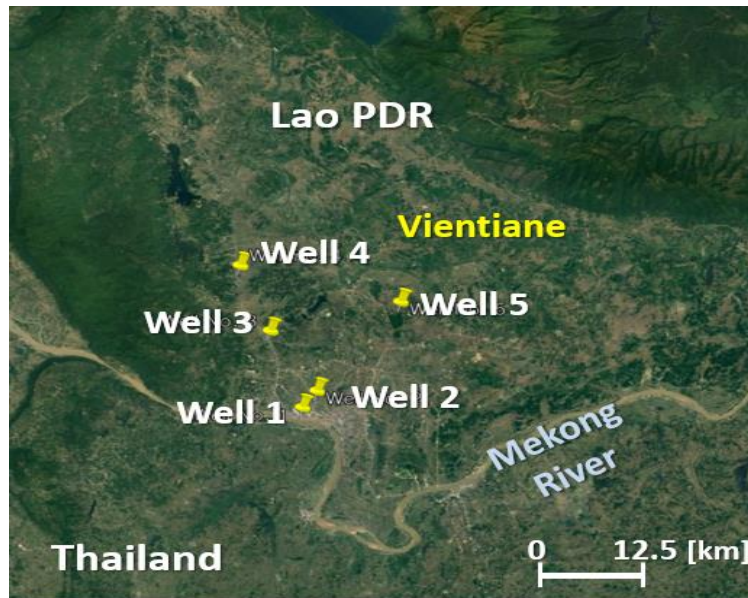 Lao PDR
Vientiane
Well 4
Well 5
Well 3
Well 2
Well 1
Mekong
River
Thailand
0 12.5 [km]